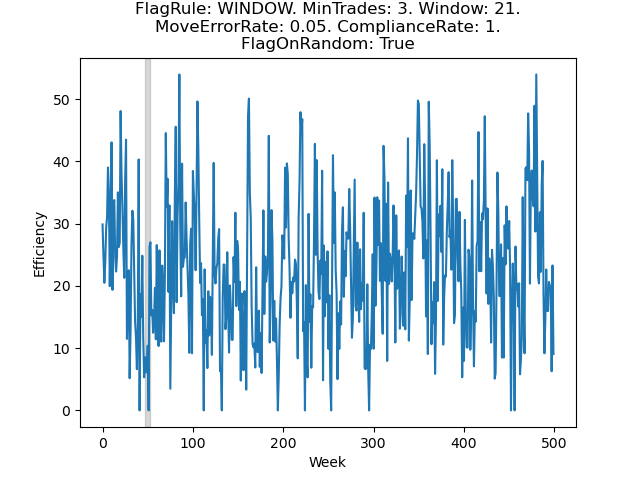 FlagRule: WINDOW. MinTrades: 3. Window: 21.
MoveErrorRate: 0.05. ComplianceRate: 1.
FlagOnRandom: True
Efficiency
50
40
30
20
10
0
0 100 200 300 400 500
Week